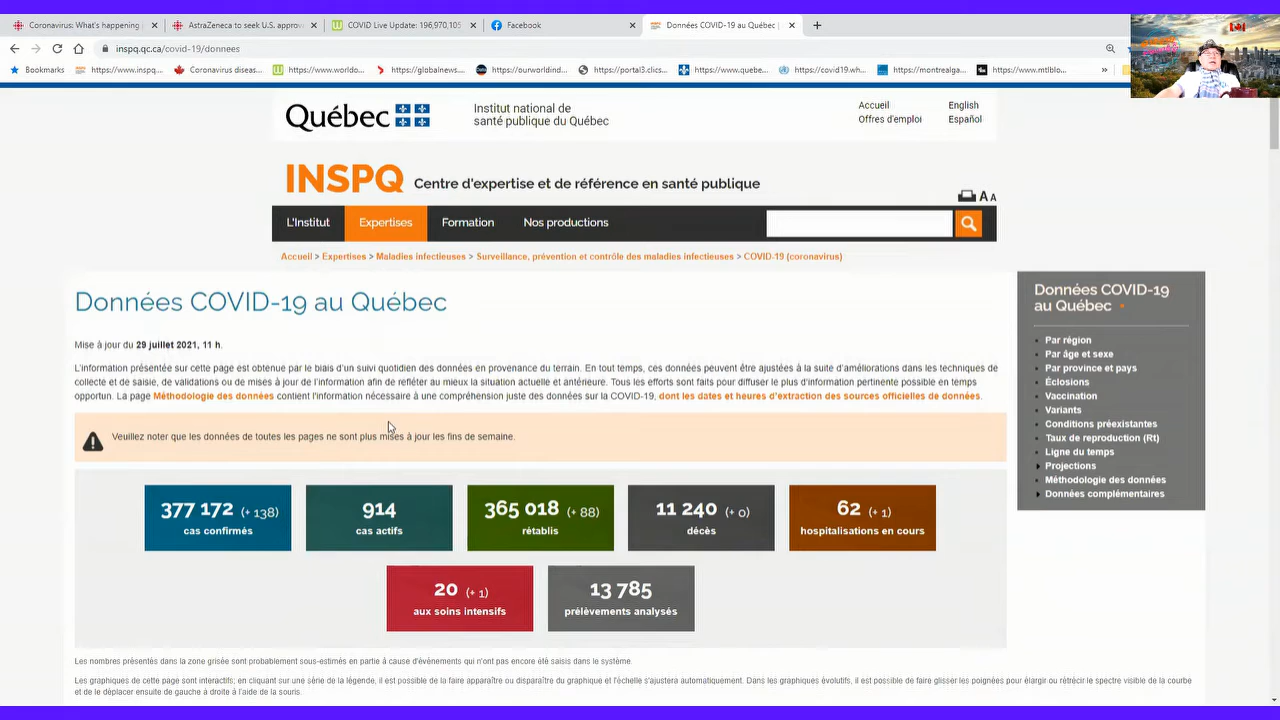 Coronavirus: What's happening
AstraZeneca to seek U.S. approv
COVID Live Update: 196,970,105
Facebook
Données COVID-19 au Québec |
inspq.qc.ca/covid-19/donnees
Bookmarks
https://www.inspq....
Coronavirus diseas...
https://www.worldo...
https://globalnews....
https://ourworldind...
https://portal3.clics...
https://www.quebe...
https://covid19.wh...
https://montrealga...
https://www.mtlblo...
Québec
Institut national de
santé publique du Québec
Accueil
English
Offres d'emploi
Español
INSPQ Centre d'expertise et de référence en santé publique
A A
L'Institut
Expertises
Formation
Nos productions
Accueil > Expertises > Maladies infectieuses > Surveillance, prévention et contrôle des maladies infectieuses > COVID-19 (coronavirus)
Données COVID-19 au Québec
Mise à jour du 29 juillet 2021, 11 h.
L'information présentée sur cette page est obtenue par le biais d'un suivi quotidien des données en provenance du terrain. En tout temps, ces données peuvent être ajustées à la suite d'améliorations dans les techniques de
collecte et de saisie, de validations ou de mises à jour de l'information afin de refléter au mieux la situation actuelle et antérieure. Tous les efforts sont faits pour diffuser le plus d'information pertinente possible en temps
opportun. La page Méthodologie des données contient l'information nécessaire à une compréhension juste des données sur la COVID-19, dont les dates et heures d'extraction des sources officielles de données.
Veuillez noter que les données de toutes les pages ne sont plus mises à jour les fins de semaine.
377 172 (+ 138)
cas confirmés
914
cas actifs
365 018 (+ 88)
rétablis
11 240 (+ 0)
décès
62 (+ 1)
hospitalisations en cours
20 (+ 1)
aux soins intensifs
13 785
prélèvements analysés
Les nombres présentés dans la zone grisée sont probablement sous-estimés en partie à cause d'événements qui n'ont pas encore été saisis dans le système.
Les graphiques de cette page sont interactifs; en cliquant sur une série de la légende, il est possible de la faire apparaître ou disparaître du graphique et l'échelle s'ajustera automatiquement. Dans les graphiques évolutifs, il est possible de faire glisser les poignées pour élargir ou rétrécir le spectre visible de la courbe
et de le déplacer ensuite de gauche à droite à l'aide de la souris.
Données COVID-19
au Québec
Par région
Par âge et sexe
Par province et pays
Éclosions
Vaccination
Variants
Conditions préexistantes
Taux de reproduction (Rt)
Ligne du temps
Projections
Méthodologie des données
Données complémentaires